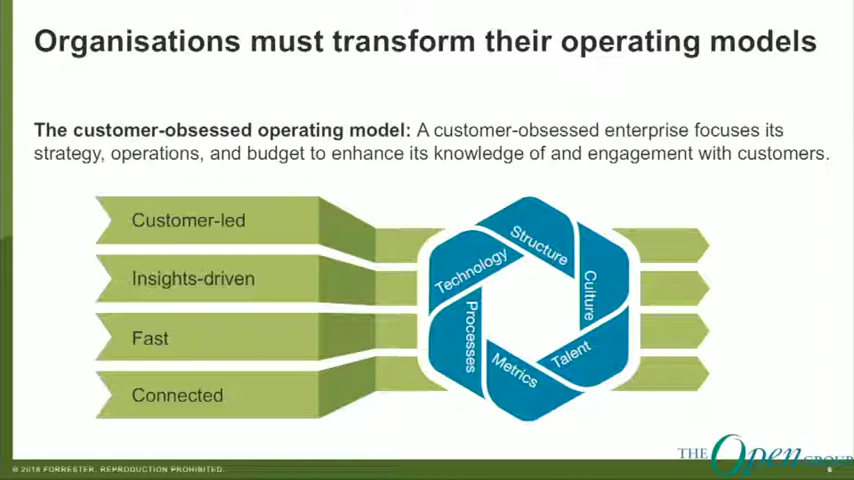 Organisations must transform their operating models
The customer-obsessed operating model: A customer-obsessed enterprise focuses its
strategy, operations, and budget to enhance its knowledge of and engagement with customers.
Customer-led
Insights-driven
Fast
Connected
Structure
Technology
Culture
Processes
Talent
Metrics
© 2018 FORRESTER. REPRODUCTION PROHIBITED.
THE Open GROUP
6